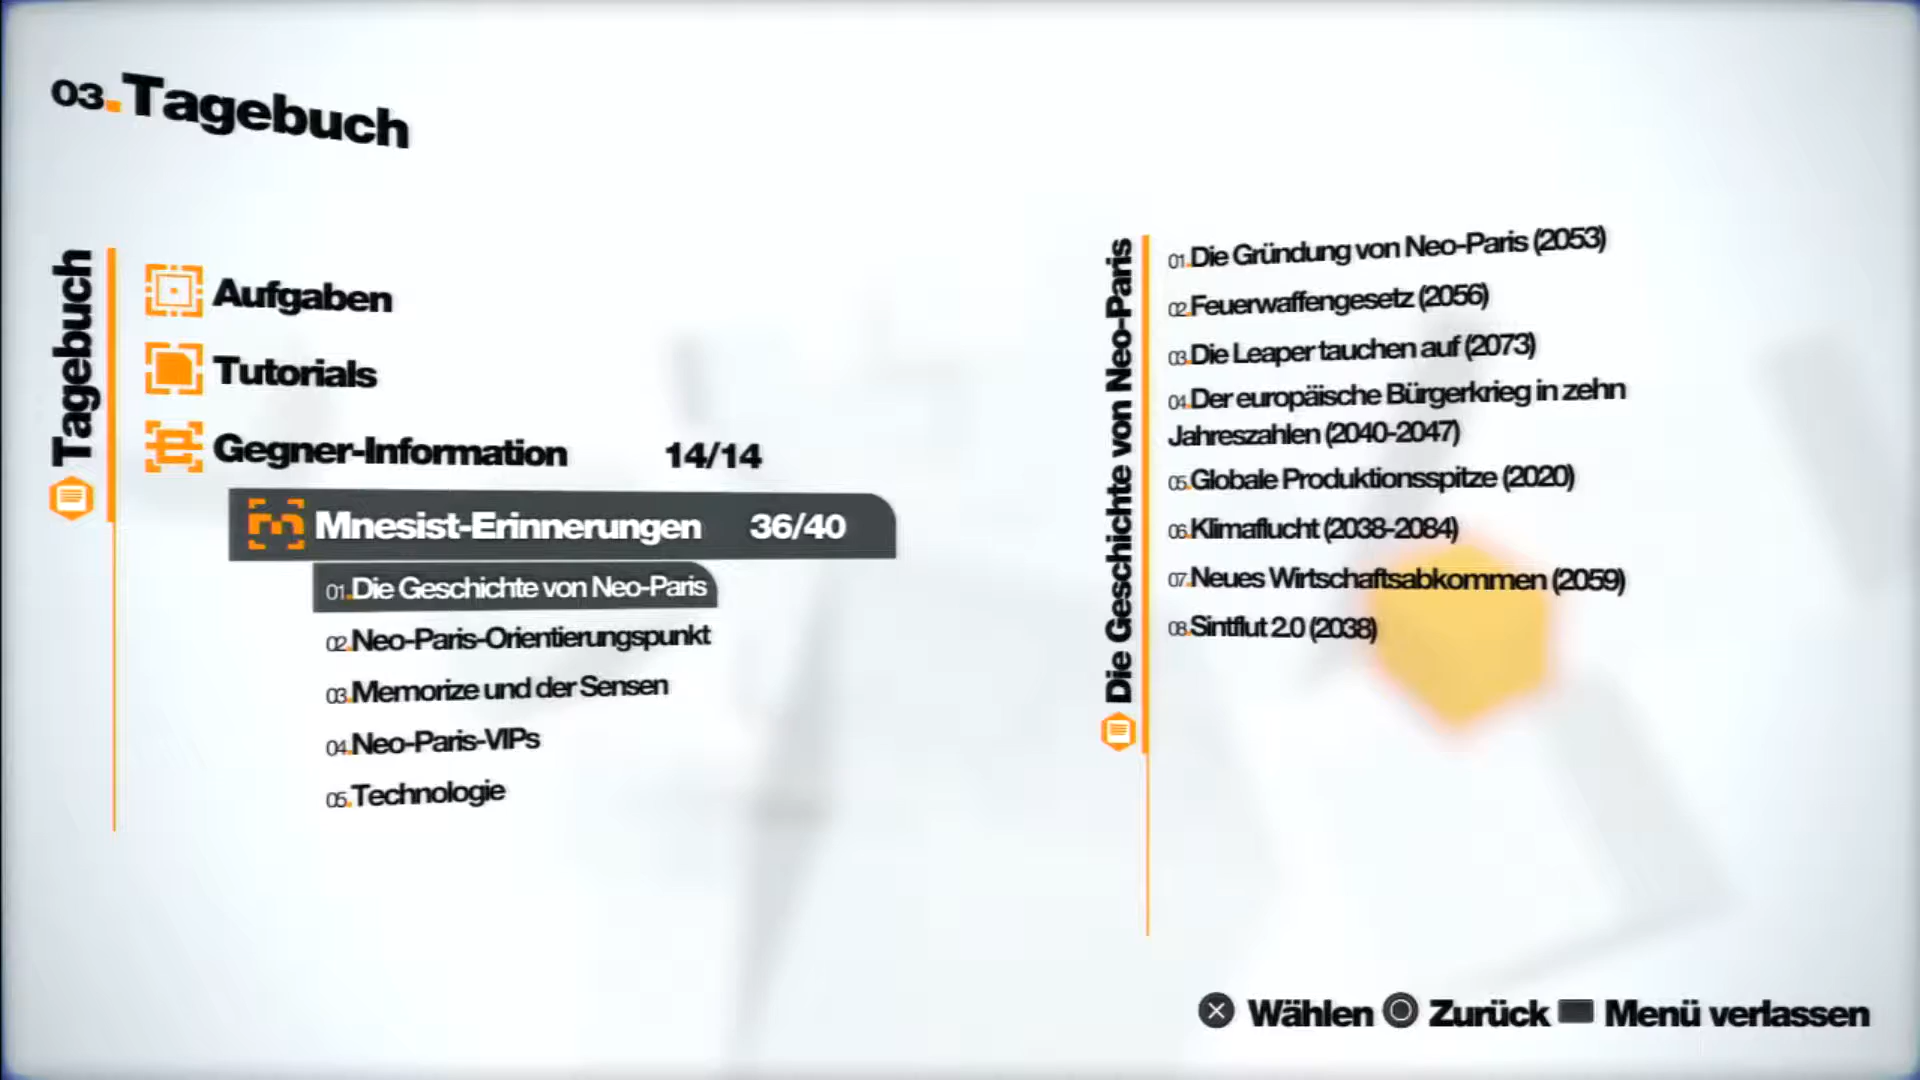 03.Tagebuch
Tagebuch
Aufgaben
Tutorials
Gegner-Information 14/14
Mnesist-Erinnerungen 36/40
01.Die Geschichte von Neo-Paris
02.Neo-Paris-Orientierungspunkt
03.Memorize und der Sensen
04.Neo-Paris-VIPs
05.Technologie
Die Geschichte von Neo-Paris
01.Die Gründung von Neo-Paris (2053)
02.Feuerwaffengesetz (2056)
03.Die Leaper tauchen auf (2073)
04.Der europäische Bürgerkrieg in zehn
Jahreszahlen (2040-2047)
05.Globale Produktionsspitze (2020)
06.Klimaflucht (2038-2084)
07.Neues Wirtschaftsabkommen (2059)
08.Sintflut 2.0 (2038)
Wählen Zurück Menü verlassen